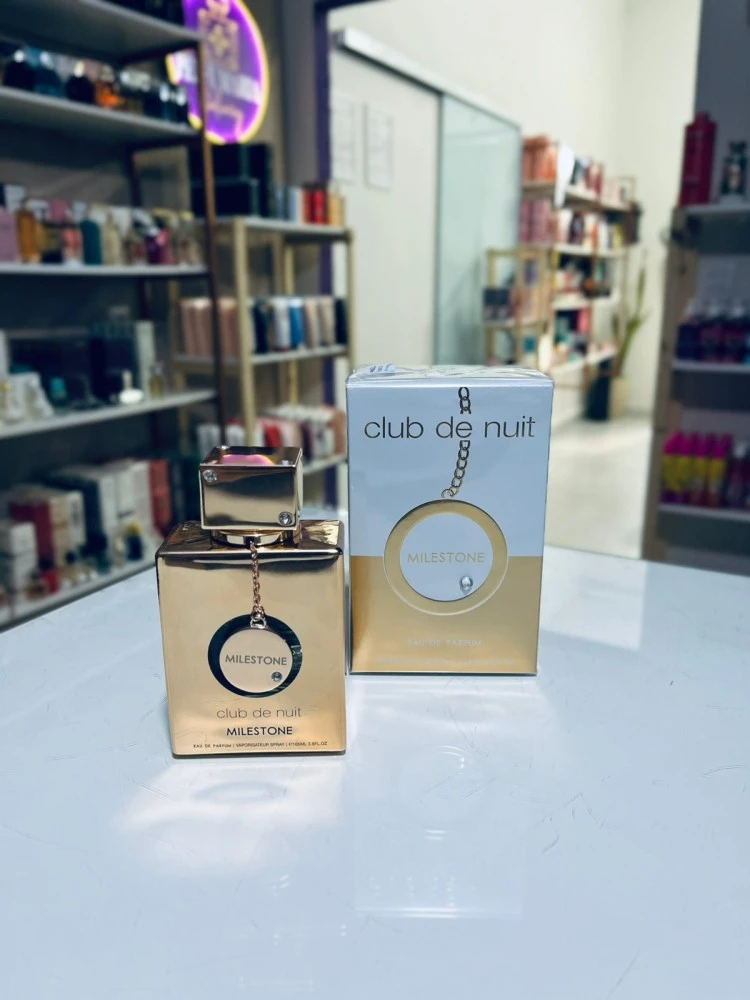 club de nuit
MILESTONE
EAU DE PARFUM
MILESTONE
club de nuit
MILESTONE
EAU DE PARFUM | VAPORISATEUR SPRAY |